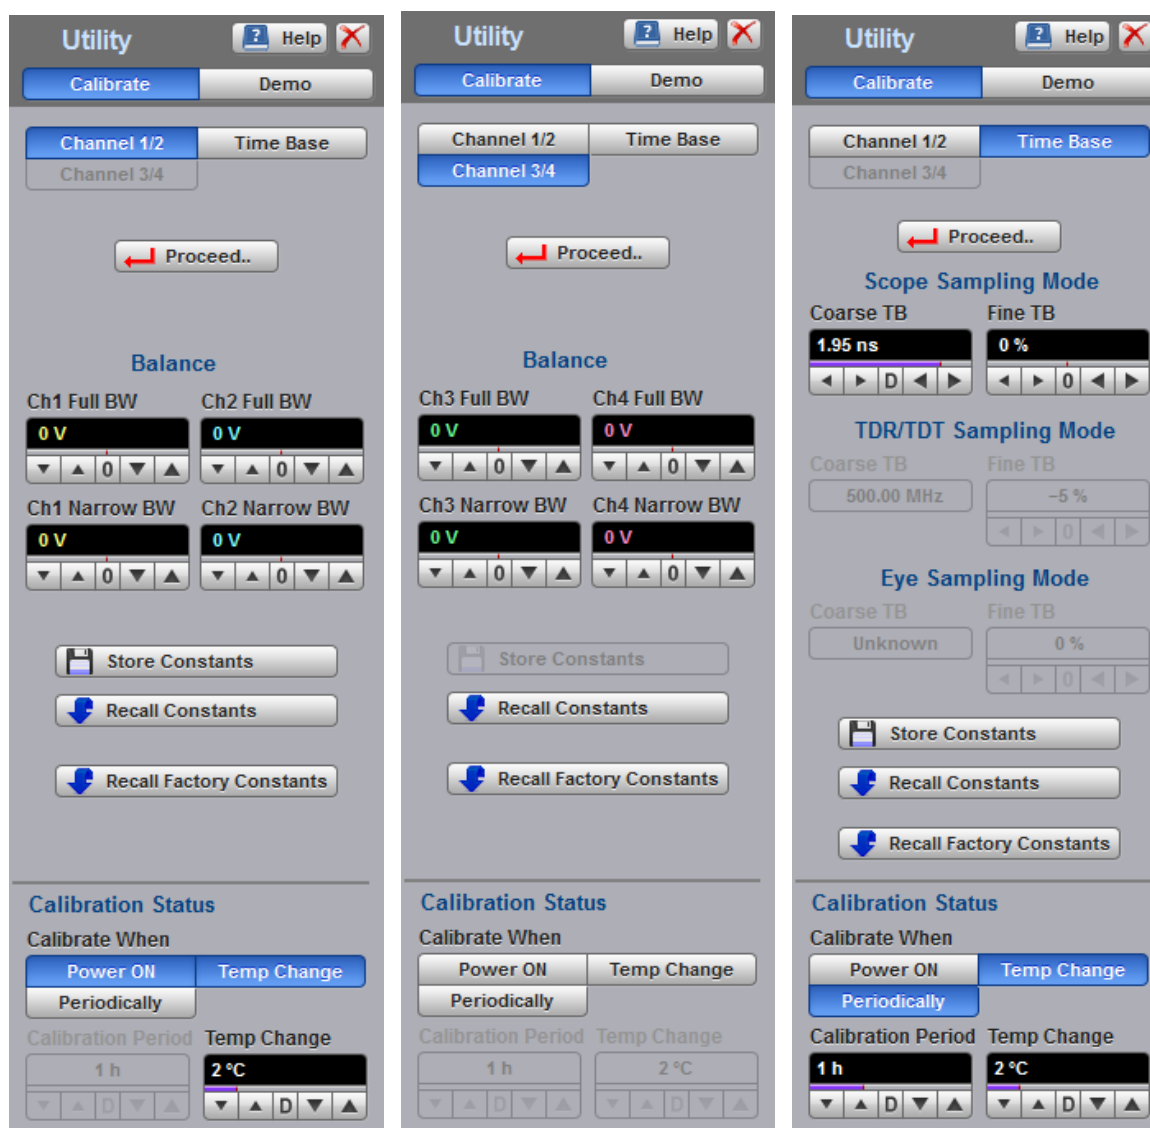 Utility Help
Calibrate Demo
Channel 1/2 Time Base
Channel 3/4
Proceed..
Balance
Ch1 Full BW Ch2 Full BW
0 V 0 V
0 0
Ch1 Narrow BW Ch2 Narrow BW
0 V 0 V
0 0
Store Constants
Recall Constants
Recall Factory Constants
Calibration Status
Calibrate When
Power ON Temp Change
Periodically
Calibration Period Temp Change
1 h 2 °C
D D
Utility Help
Calibrate Demo
Channel 1/2 Time Base
Channel 3/4
Proceed..
Balance
Ch3 Full BW Ch4 Full BW
0 V 0 V
0 0
Ch3 Narrow BW Ch4 Narrow BW
0 V 0 V
0 0
Store Constants
Recall Constants
Recall Factory Constants
Calibration Status
Calibrate When
Power ON Temp Change
Periodically
Calibration Period Temp Change
1 h 2 °C
D D
Utility Help
Calibrate Demo
Channel 1/2 Time Base
Channel 3/4
Proceed..
Scope Sampling Mode
Coarse TB Fine TB
1.95 ns 0 %
D 0
TDR/TDT Sampling Mode
Coarse TB Fine TB
500.00 MHz −5 %
0
Eye Sampling Mode
Coarse TB Fine TB
Unknown 0 %
0
Store Constants
Recall Constants
Recall Factory Constants
Calibration Status
Calibrate When
Power ON Temp Change
Periodically
Calibration Period Temp Change
1 h 2 °C
D D